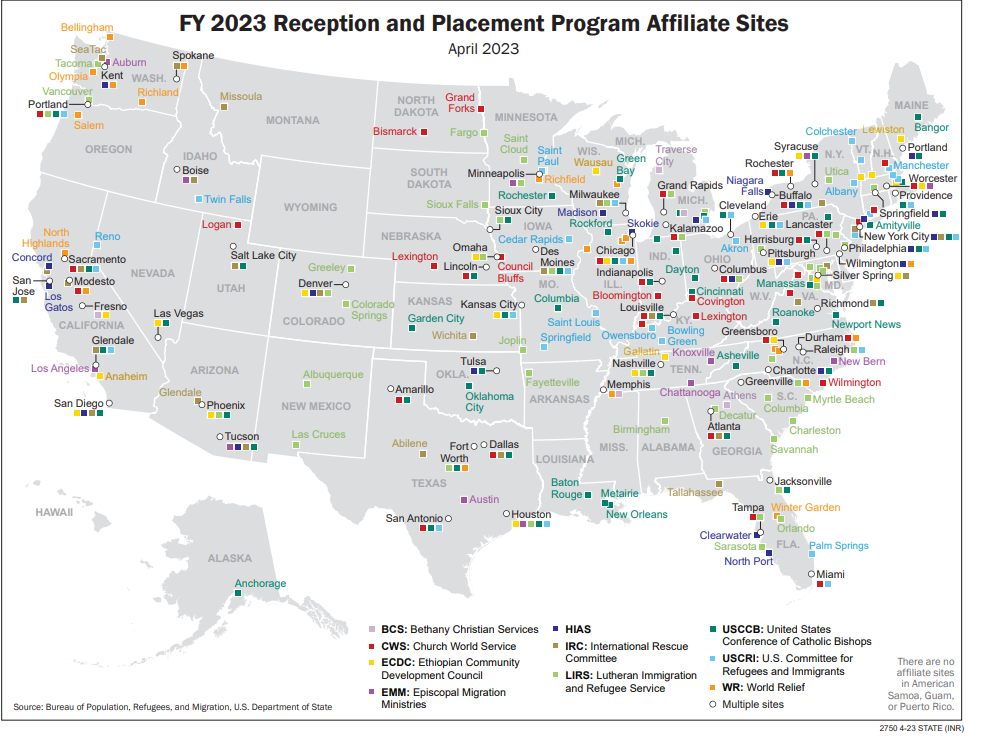 FY 2023 Reception and Placement Program Affiliate Sites
April 2023
Bellingham
SeaTac
Tacoma
Auburn
Olympia
Kent
WASH.
Spokane
Vancouver
Richland
Portland
Salem
OREGON
Missoula
MONTANA
IDAHO
Boise
Twin Falls
WYOMING
Logan
Salt Lake City
UTAH
NEVADA
North
Highlands
Reno
Concord
Sacramento
San
Jose
Modesto
Los
Gatos
Fresno
CALIFORNIA
Las Vegas
Glendale
Los Angeles
Anaheim
San Diego
ARIZONA
Glendale
Phoenix
Tucson
NEW MEXICO
Albuquerque
Las Cruces
COLORADO
Greeley
Denver
Colorado
Springs
NORTH
DAKOTA
Grand
Forks
Bismarck
Fargo
SOUTH
DAKOTA
Sioux Falls
NEBRASKA
Lexington
Omaha
Lincoln
Council
Bluffs
KANSAS
Garden City
Wichita
Kansas City
OKLA.
Tulsa
Oklahoma
City
TEXAS
Amarillo
Abilene
Fort
Worth
Dallas
Austin
San Antonio
Houston
MINNESOTA
Saint
Cloud
Saint
Paul
Minneapolis
Richfield
Rochester
IOWA
Sioux City
Cedar Rapids
Des
Moines
MO.
Columbia
Saint Louis
Springfield
Joplin
ARKANSAS
Fayetteville
LOUISIANA
Baton
Rouge
Metairie
New Orleans
WIS.
Wausau
Green
Bay
Milwaukee
Madison
ILL.
Rockford
Skokie
Chicago
MICH.
Traverse
City
MICH.
Grand Rapids
Kalamazoo
IND.
Indianapolis
Bloomington
OHIO
Cleveland
Akron
Columbus
Dayton
Cincinnati
Covington
KY.
Louisville
Lexington
Owensboro
Bowling
Green
TENN.
Gallatin
Nashville
Knoxville
Memphis
Chattanooga
MISS.
ALABAMA
Birmingham
GEORGIA
Athens
Decatur
Atlanta
Savannah
FLA.
Tallahassee
Jacksonville
Tampa
Winter Garden
Orlando
Clearwater
Sarasota
North Port
Palm Springs
Miami
S.C.
Greenville
Columbia
Myrtle Beach
Charleston
N.C.
Asheville
Greensboro
Durham
Raleigh
New Bern
Charlotte
Wilmington
W.V.
VA.
Roanoke
Richmond
Newport News
Manassas
MD.
Silver Spring
Wilmington
PA.
Erie
Pittsburgh
Harrisburg
Lancaster
Philadelphia
N.Y.
Syracuse
Rochester
Niagara
Falls
Buffalo
Utica
Albany
New York City
Amityville
Springfield
Providence
Worcester
Manchester
N.H.
VT.
Colchester
Lewiston
MAINE
Bangor
Portland
HAWAII
ALASKA
Anchorage
BCS: Bethany Christian Services
CWS: Church World Service
ECDC: Ethiopian Community
Development Council
EMM: Episcopal Migration
Ministries
HIAS
IRC: International Rescue
Committee
LIRS: Lutheran Immigration
and Refugee Service
USCCB: United States
Conference of Catholic Bishops
USCRI: U.S. Committee for
Refugees and Immigrants
WR: World Relief
Multiple sites
There are no
affiliate sites
in American
Samoa, Guam,
or Puerto Rico.
Source: Bureau of Population, Refugees, and Migration, U.S. Department of State
2750 4-23 STATE (INR)